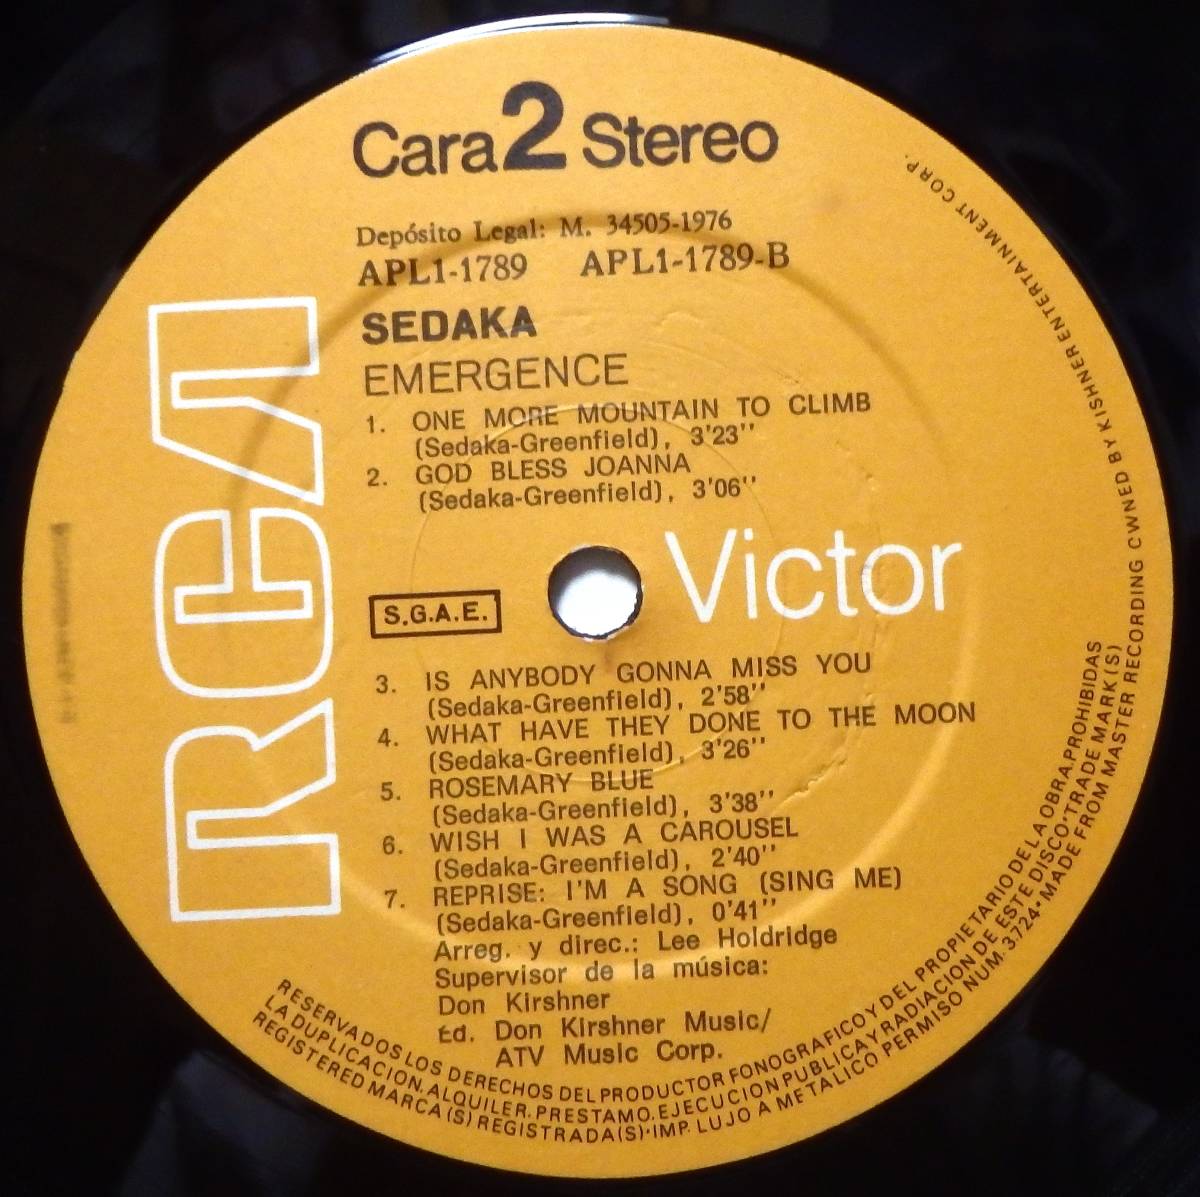 Cara 2 Stereo
Depósito Legal: M. 34505-1976
APL1-1789 APL1-1789-B
SEDAKA
EMERGENCE
1. ONE MORE MOUNTAIN TO CLIMB
(Sedaka-Greenfield), 3'23''
2. GOD BLESS JOANNA
(Sedaka-Greenfield), 3'06''
RCA
Victor
S.G.A.E.
3. IS ANYBODY GONNA MISS YOU
(Sedaka-Greenfield), 2'58''
4. WHAT HAVE THEY DONE TO THE MOON
(Sedaka-Greenfield), 3'26''
5. ROSEMARY BLUE
(Sedaka-Greenfield), 3'38''
6. WISH I WAS A CAROUSEL
(Sedaka-Greenfield), 2'40''
7. REPRISE: I'M A SONG (SING ME)
(Sedaka-Greenfield), 0'41''
Arreg. y direc.: Lee Holdridge
Supervisor de la música:
Don Kirshner
Ed. Don Kirshner Music/
ATV Music Corp.
RESERVADOS LOS DERECHOS DEL PRODUCTOR FONOGRAFICO Y DEL PROPIETARIO DE LA OBRA. PROHIBIDAS
LA DUPLICACION, ALQUILER, PRESTAMO, EJECUCION PUBLICA Y RADIACION DE ESTE DISCO • TRADE MARK (S)
REGISTERED MARCA (S) REGISTRADA(S) • IMP. LUJO A METALICO PERMISO NUM. 3.724 • MADE FROM MASTER RECORDING CWNED BY KISHNER ENTERTAINMENT CORP.